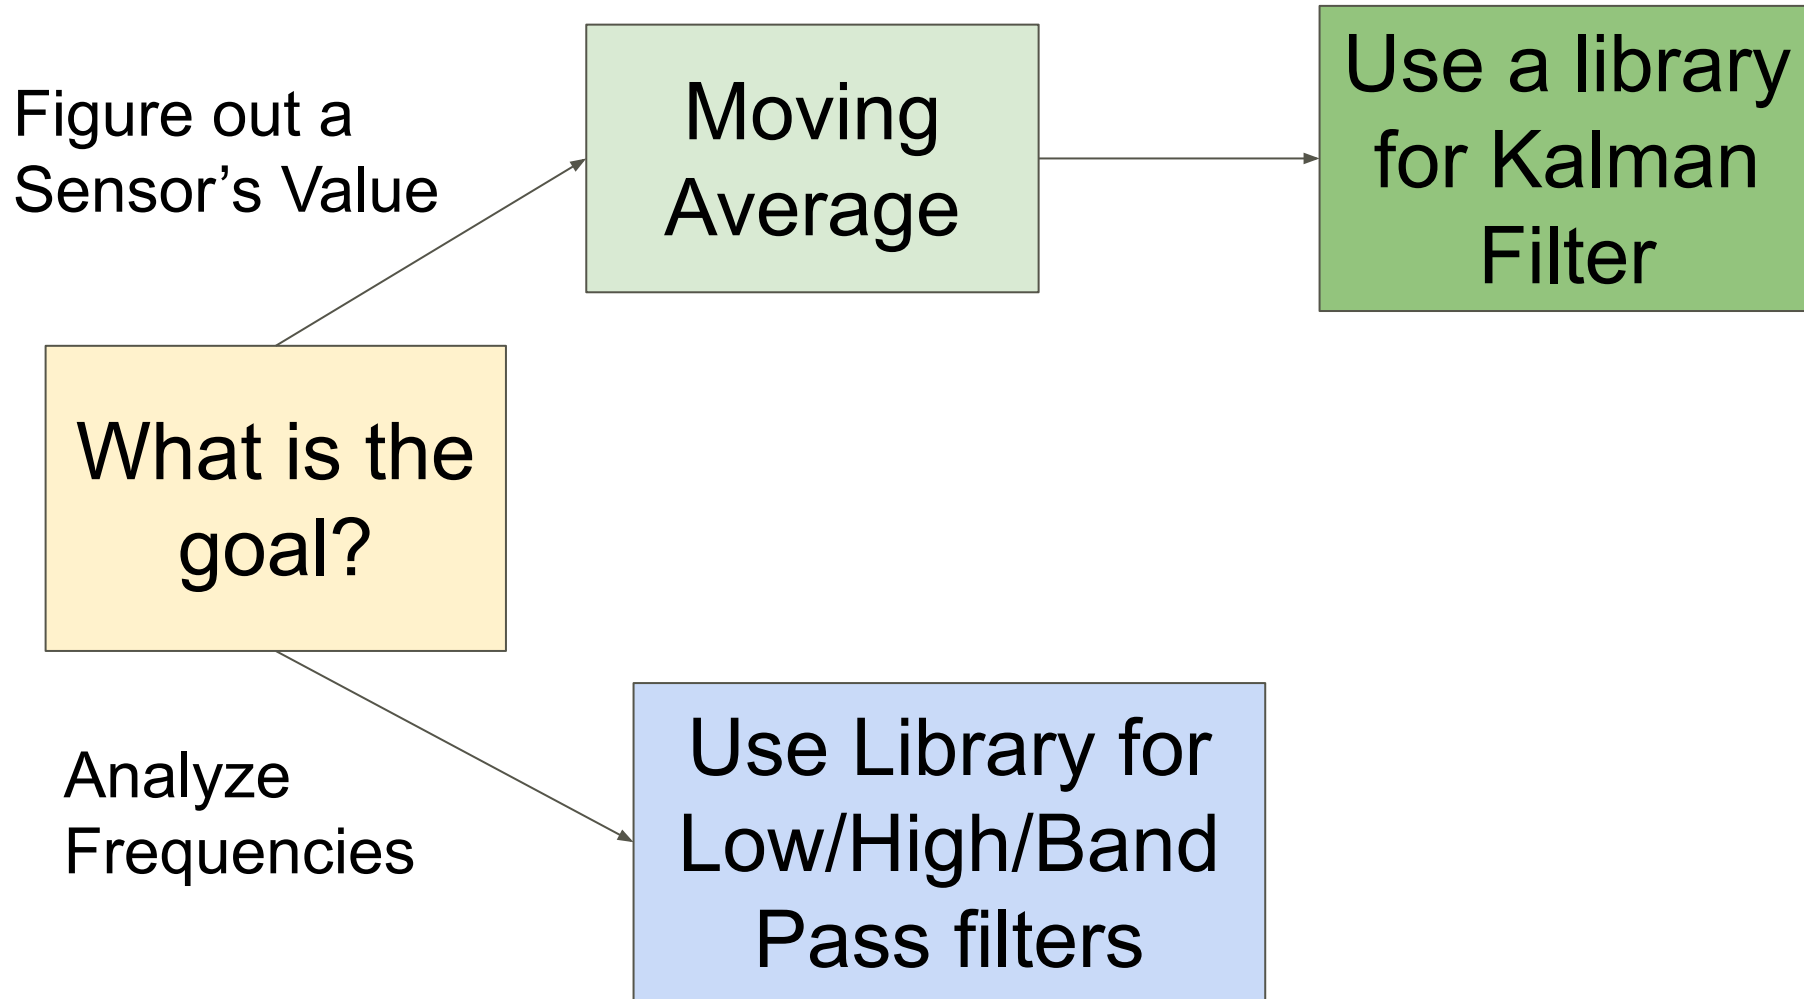 Figure out a
Sensor’s Value
Moving
Average
Use a library
for Kalman
Filter
What is the
goal?
Analyze
Frequencies
Use Library for
Low/High/Band
Pass filters